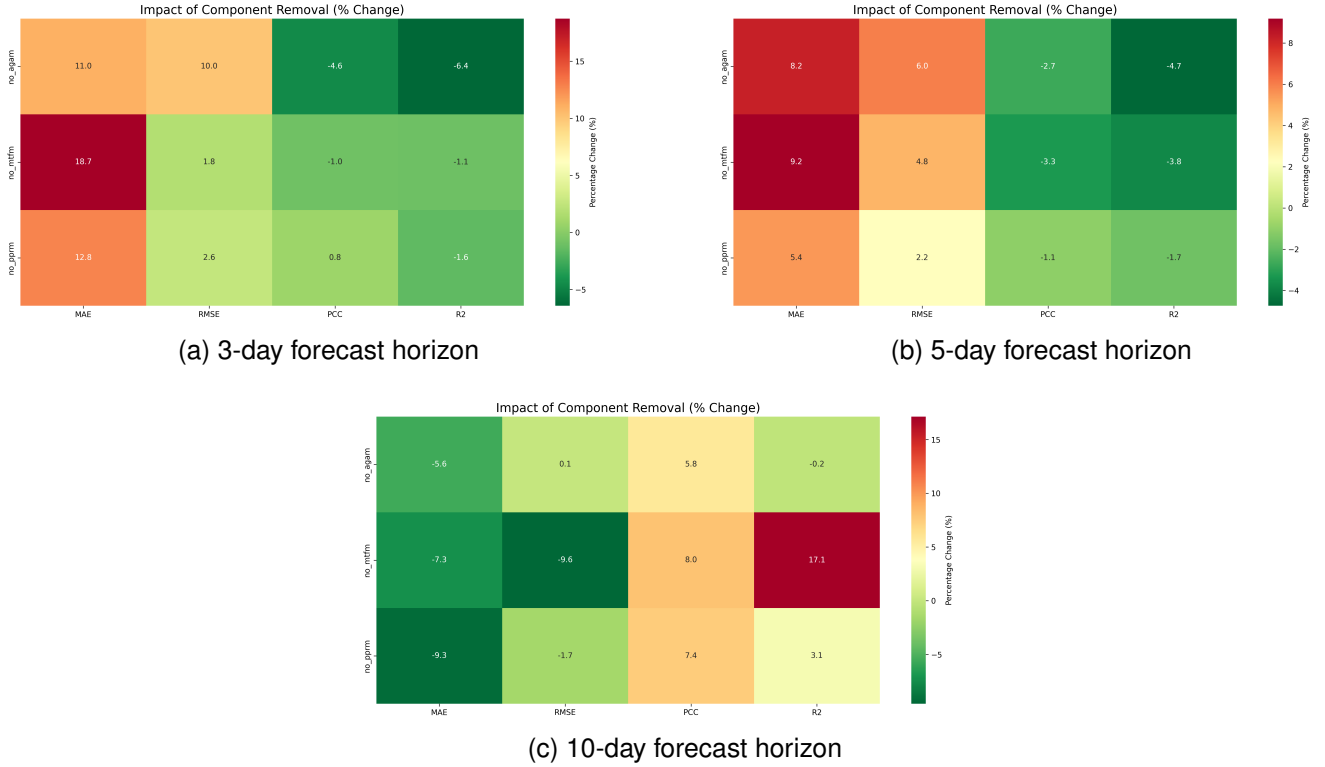 Impact of Component Removal (% Change)
no_agam
11.0 10.0 -4.6 -6.4
no_mtfm
18.7 1.8 -1.0 -1.1
no_pprm
12.8 2.6 0.8 -1.6
MAE RMSE PCC R2
15
10
5
0
−5
Percentage Change (%)
(a) 3-day forecast horizon
Impact of Component Removal (% Change)
no_agam
8.2 6.0 -2.7 -4.7
no_mtfm
9.2 4.8 -3.3 -3.8
no_pprm
5.4 2.2 -1.1 -1.7
MAE RMSE PCC R2
8
6
4
2
0
−2
−4
Percentage Change (%)
(b) 5-day forecast horizon
Impact of Component Removal (% Change)
no_agam
-5.6 0.1 5.8 -0.2
no_mtfm
-7.3 -9.6 8.0 17.1
no_pprm
-9.3 -1.7 7.4 3.1
MAE RMSE PCC R2
15
10
5
0
−5
Percentage Change (%)
(c) 10-day forecast horizon